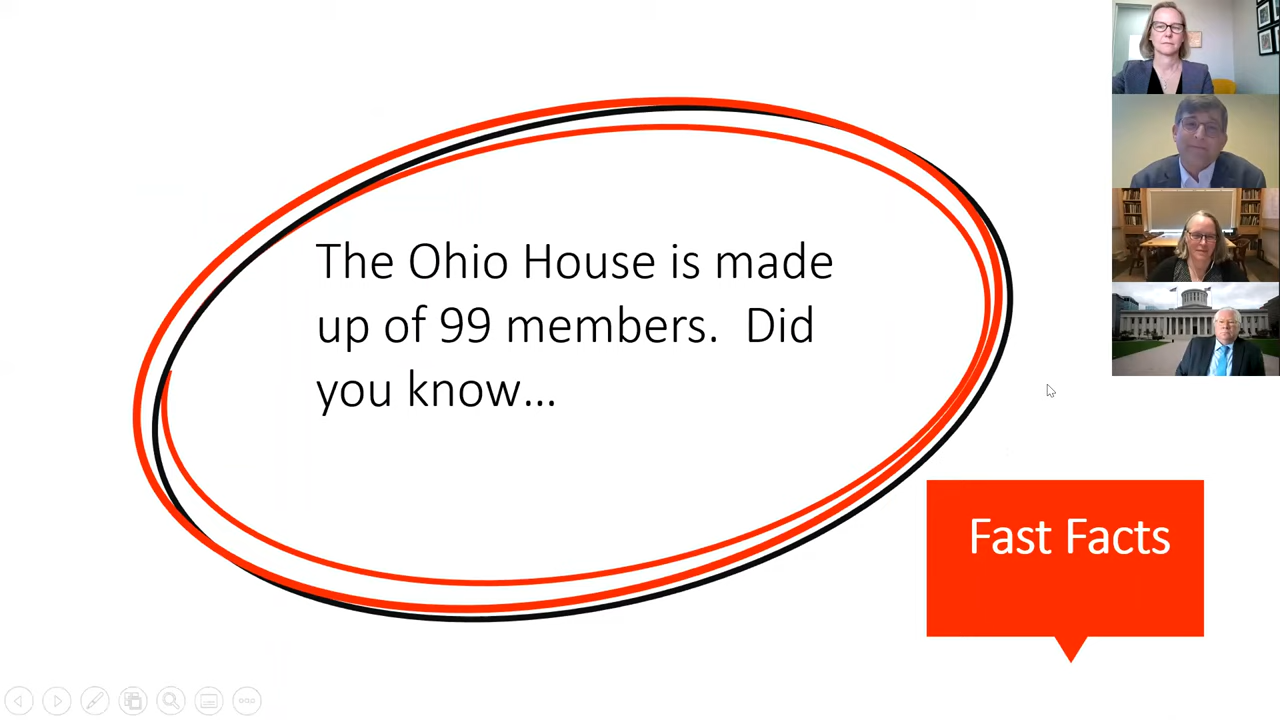 The Ohio House is made
up of 99 members.  Did
you know...
Fast Facts